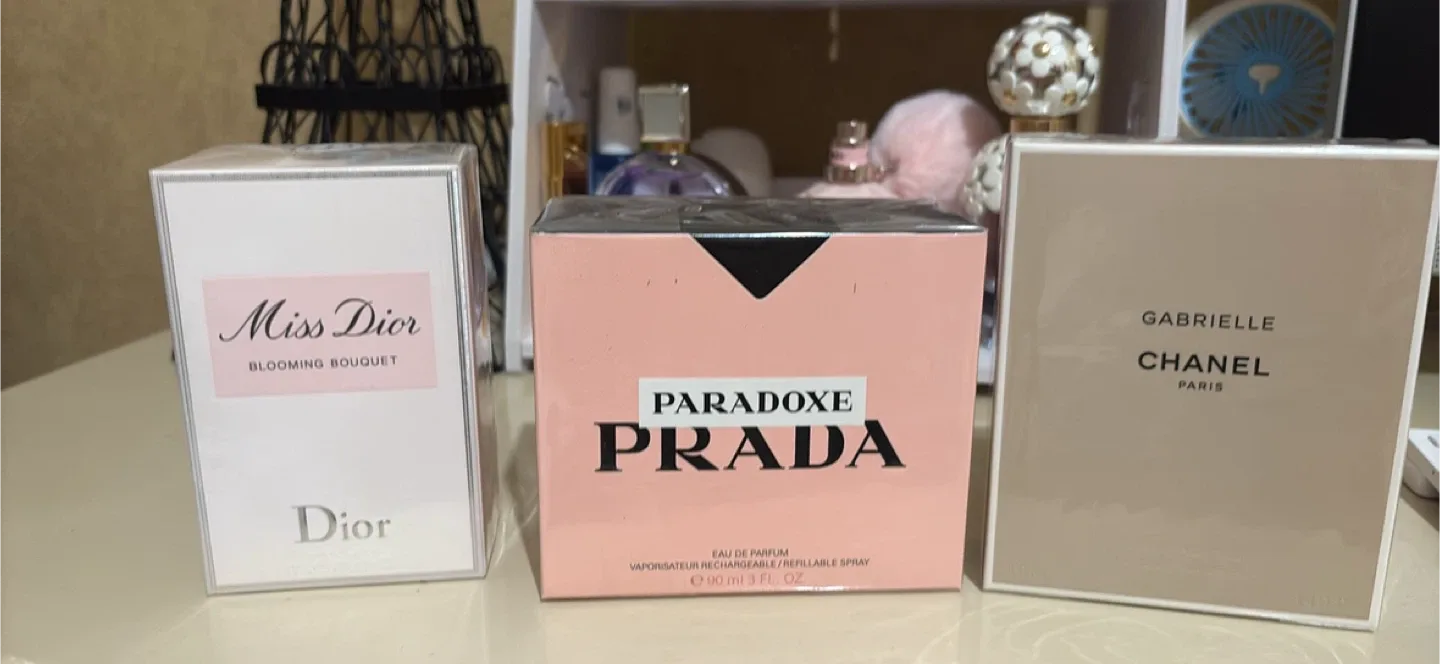 Miss Dior
BLOOMING BOUQUET
Dior
PARADOXE
PRADA
EAU DE PARFUM
VAPORISATEUR RECHARGEABLE / REFILLABLE SPRAY
℮ 90 ml 3 FL. OZ.
GABRIELLE
CHANEL
PARIS